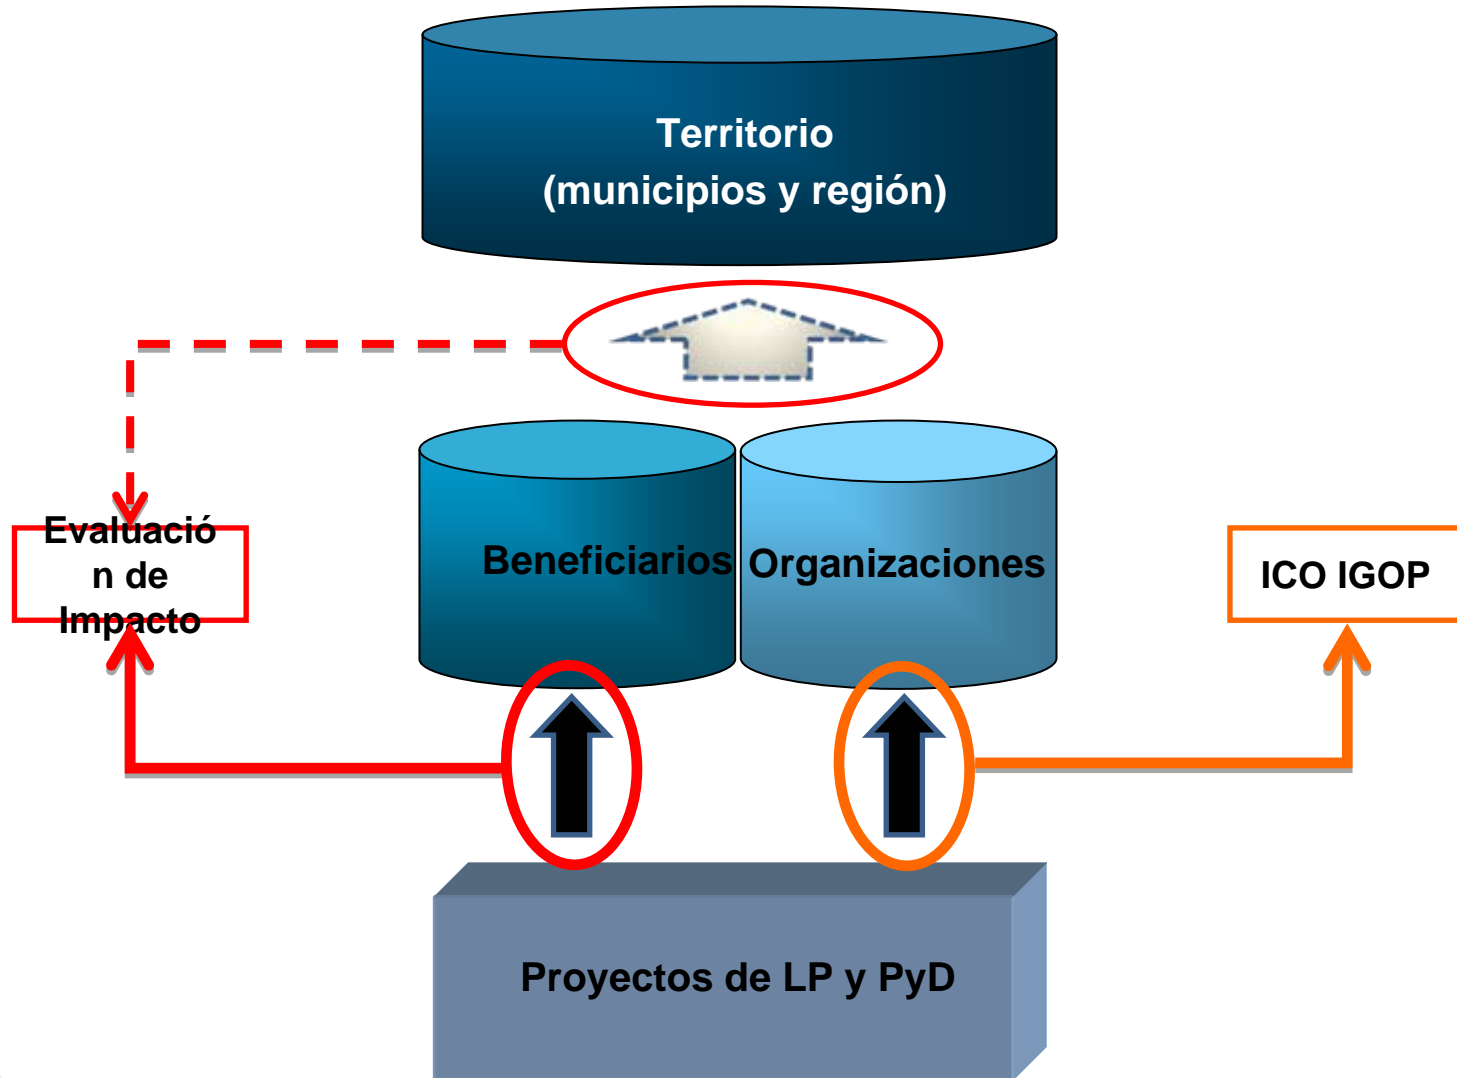 Territorio
(municipios y región)
Evaluació
n de
Impacto
Beneficiarios
Organizaciones
ICO IGOP
Proyectos de LP y PyD